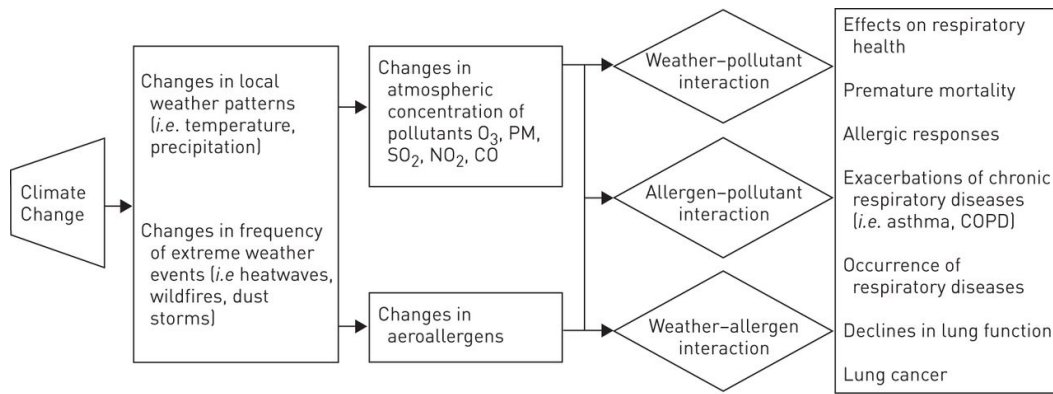 Climate
Change
Changes in local
weather patterns
(i.e. temperature,
precipitation)
Changes in frequency
of extreme weather
events (i.e heatwaves,
wildfires, dust
storms)
Changes in
atmospheric
concentration of
pollutants O₃, PM,
SO₂, NO₂, CO
Changes in
aeroallergens
Weather–pollutant
interaction
Allergen–pollutant
interaction
Weather–allergen
interaction
Effects on respiratory
health
Premature mortality
Allergic responses
Exacerbations of chronic
respiratory diseases
(i.e. asthma, COPD)
Occurrence of
respiratory diseases
Declines in lung function
Lung cancer